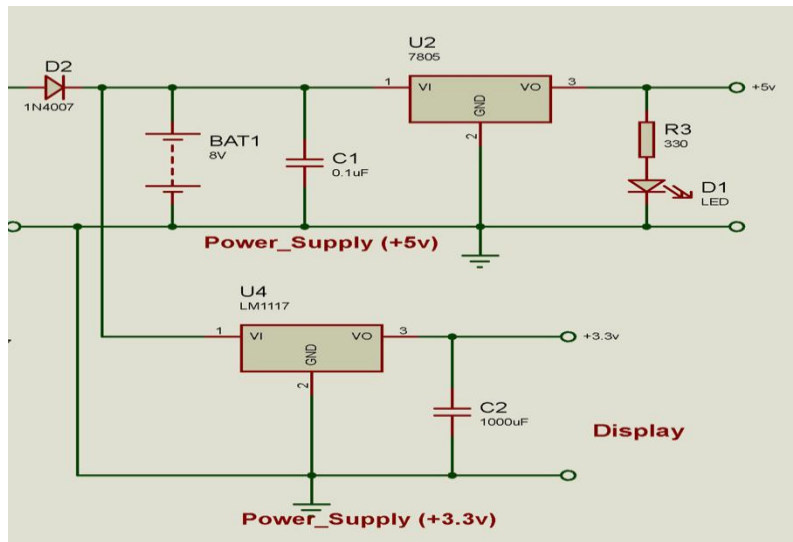 U2
7805
D2
1N4007
1 VI VO 3
GND
2
+5v
BAT1
8V
C1
0.1uF
R3
330
D1
LED
Power_Supply (+5v)
U4
LM1117
1 VI VO 3
GND
2
+3.3v
C2
1000uF
Display
Power_Supply (+3.3v)